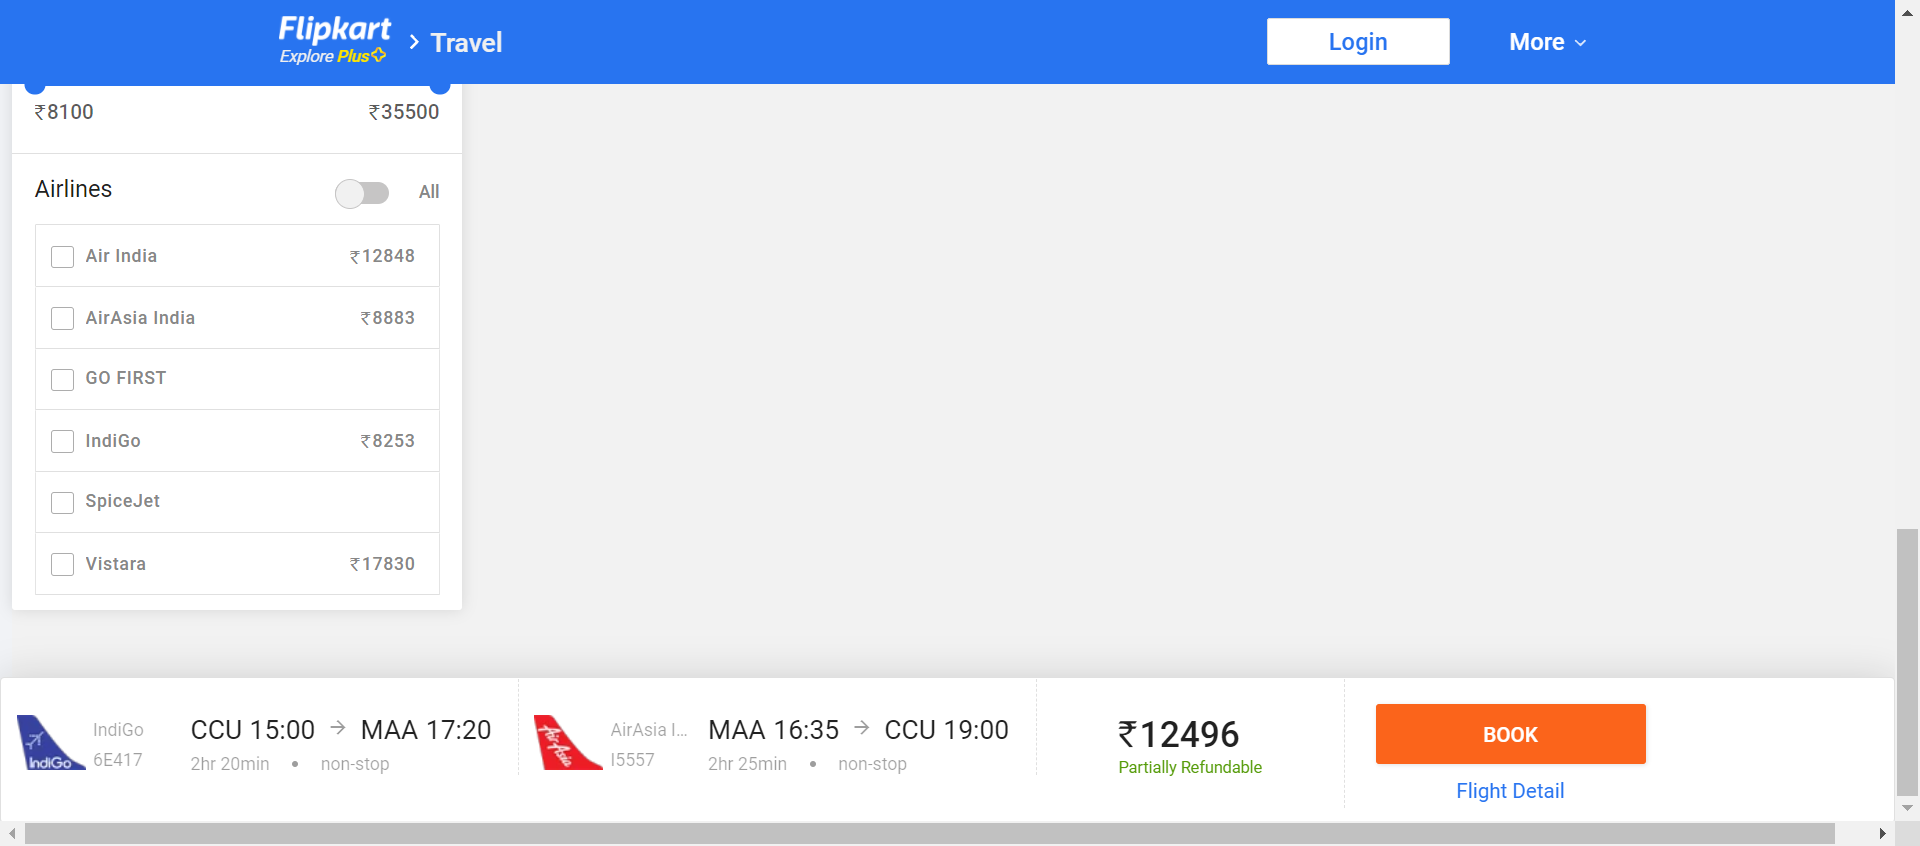 Flipkart
Explore Plus
Travel
Login
More
₹8100 ₹35500
Airlines All
Air India ₹12848
AirAsia India ₹8883
GO FIRST
IndiGo ₹8253
SpiceJet
Vistara ₹17830
IndiGo
6E417
IndiGo
CCU 15:00 → MAA 17:20
2hr 20min • non-stop
AirAsia
AirAsia I...
I5557
MAA 16:35 → CCU 19:00
2hr 25min • non-stop
₹12496
Partially Refundable
BOOK
Flight Detail